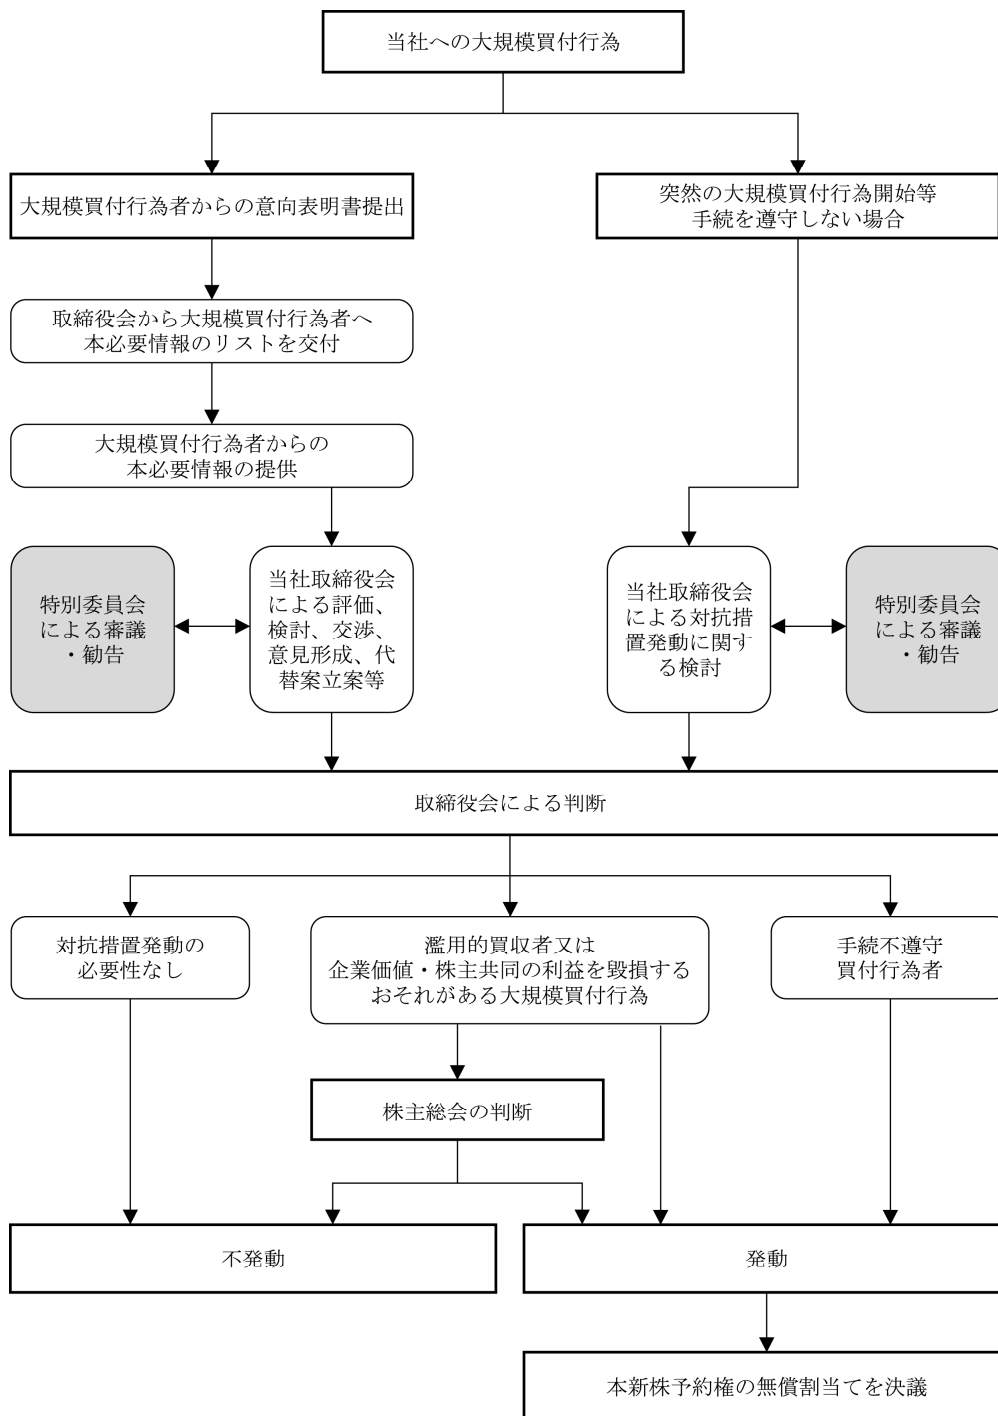 当社への大規模買付行為
大規模買付行為者からの意向表明書提出
突然の大規模買付行為開始等
手続を遵守しない場合
取締役会から大規模買付行為者へ
本必要情報のリストを交付
大規模買付行為者からの
本必要情報の提供
特別委員会
による審議
・勧告
当社取締役会
による評価、
検討、交渉、
意見形成、代
替案立案等
当社取締役会
による対抗措
置発動に関す
る検討
特別委員会
による審議
・勧告
取締役会による判断
対抗措置発動の
必要性なし
濫用的買収者又は
企業価値・株主共同の利益を毀損する
おそれがある大規模買付行為
手続不遵守
買付行為者
株主総会の判断
不発動
発動
本新株予約権の無償割当てを決議